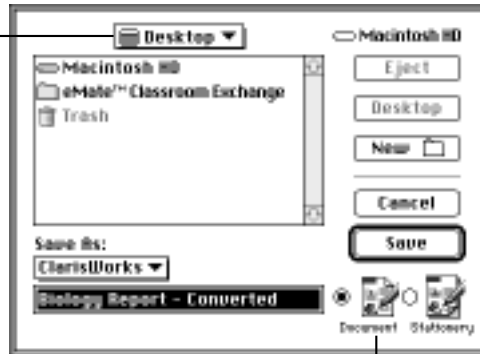 Desktop
Macintosh HD
Macintosh HD
eMate™ Classroom Exchange
Trash
Eject
Desktop
New
Cancel
Save
Save As:
ClarisWorks
Biology Report - Converted
Document Stationery